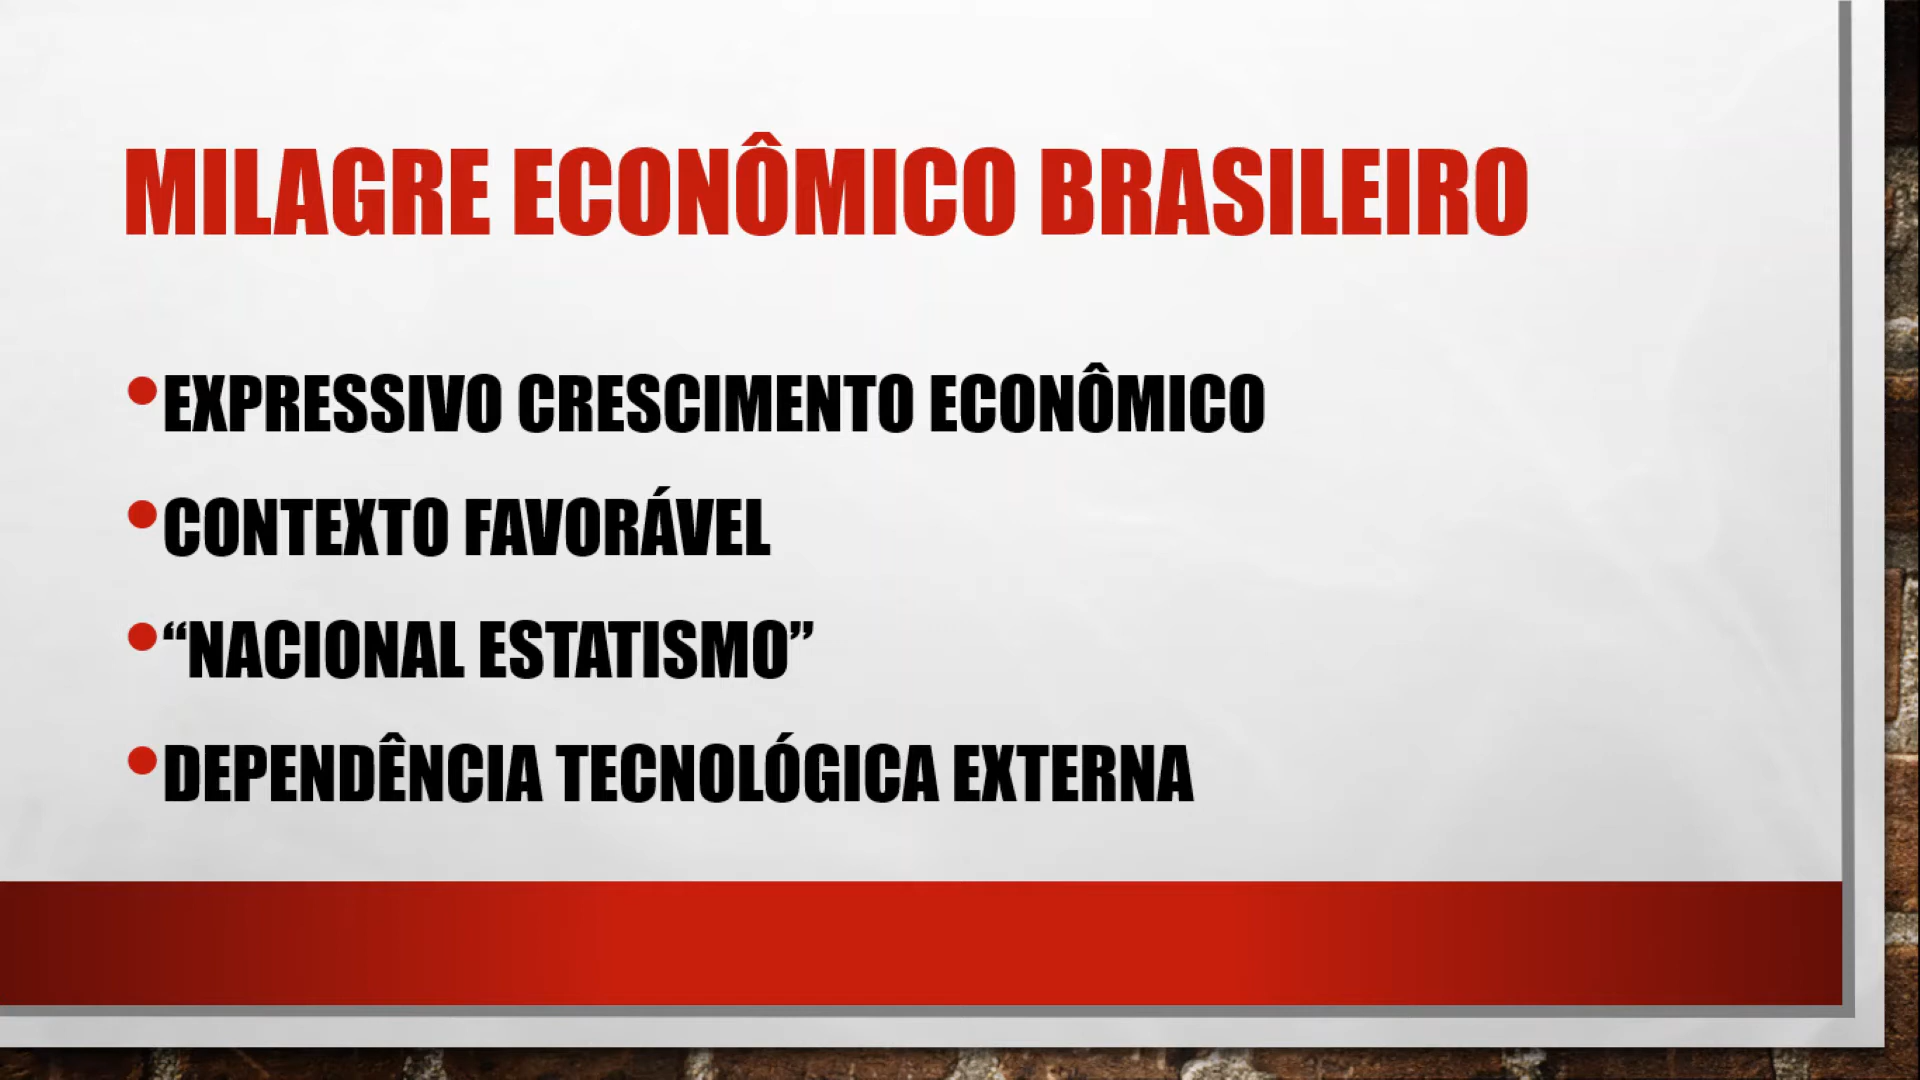 MILAGRE ECONÔMICO BRASILEIRO
•EXPRESSIVO CRESCIMENTO ECONÔMICO
•CONTEXTO FAVORÁVEL
•“NACIONAL ESTATISMO”
•DEPENDÊNCIA TECNOLÓGICA EXTERNA